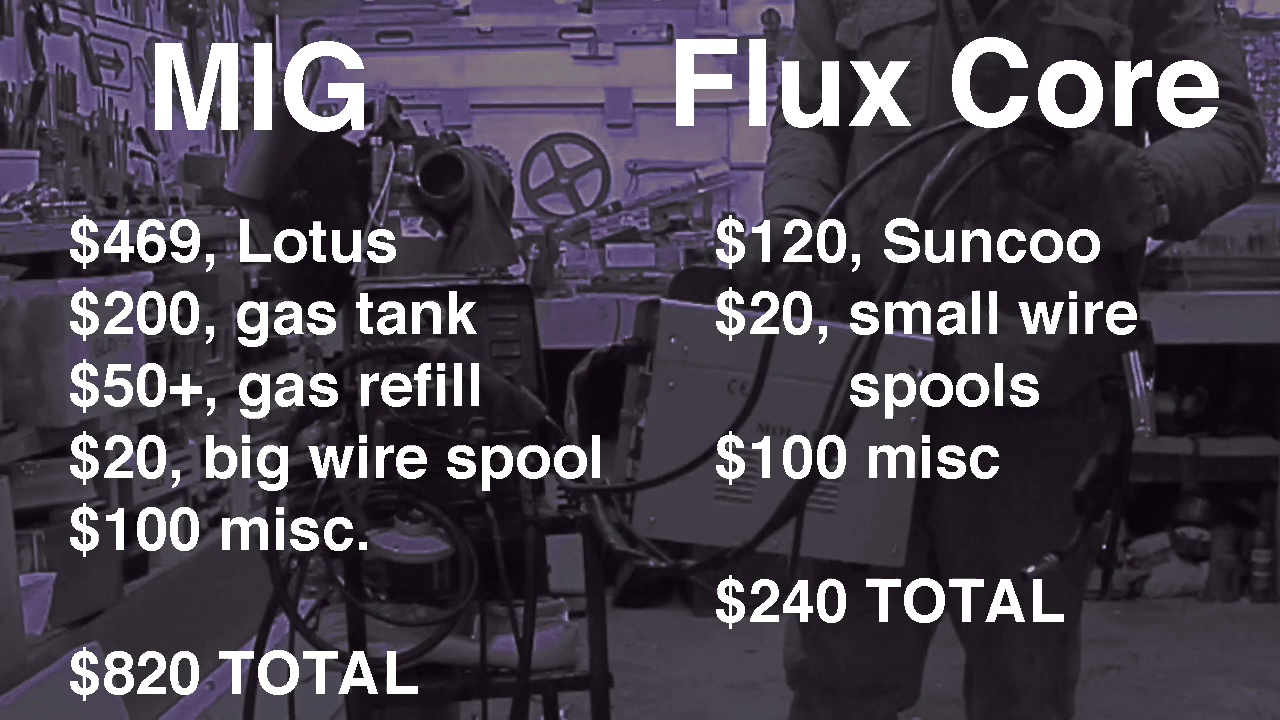 MIG
$469, Lotus
$200, gas tank
$50+, gas refill
$20, big wire spool
$100 misc.
$820 TOTAL
Flux Core
$120, Suncoo
$20, small wire
spools
$100 misc
$240 TOTAL
CE